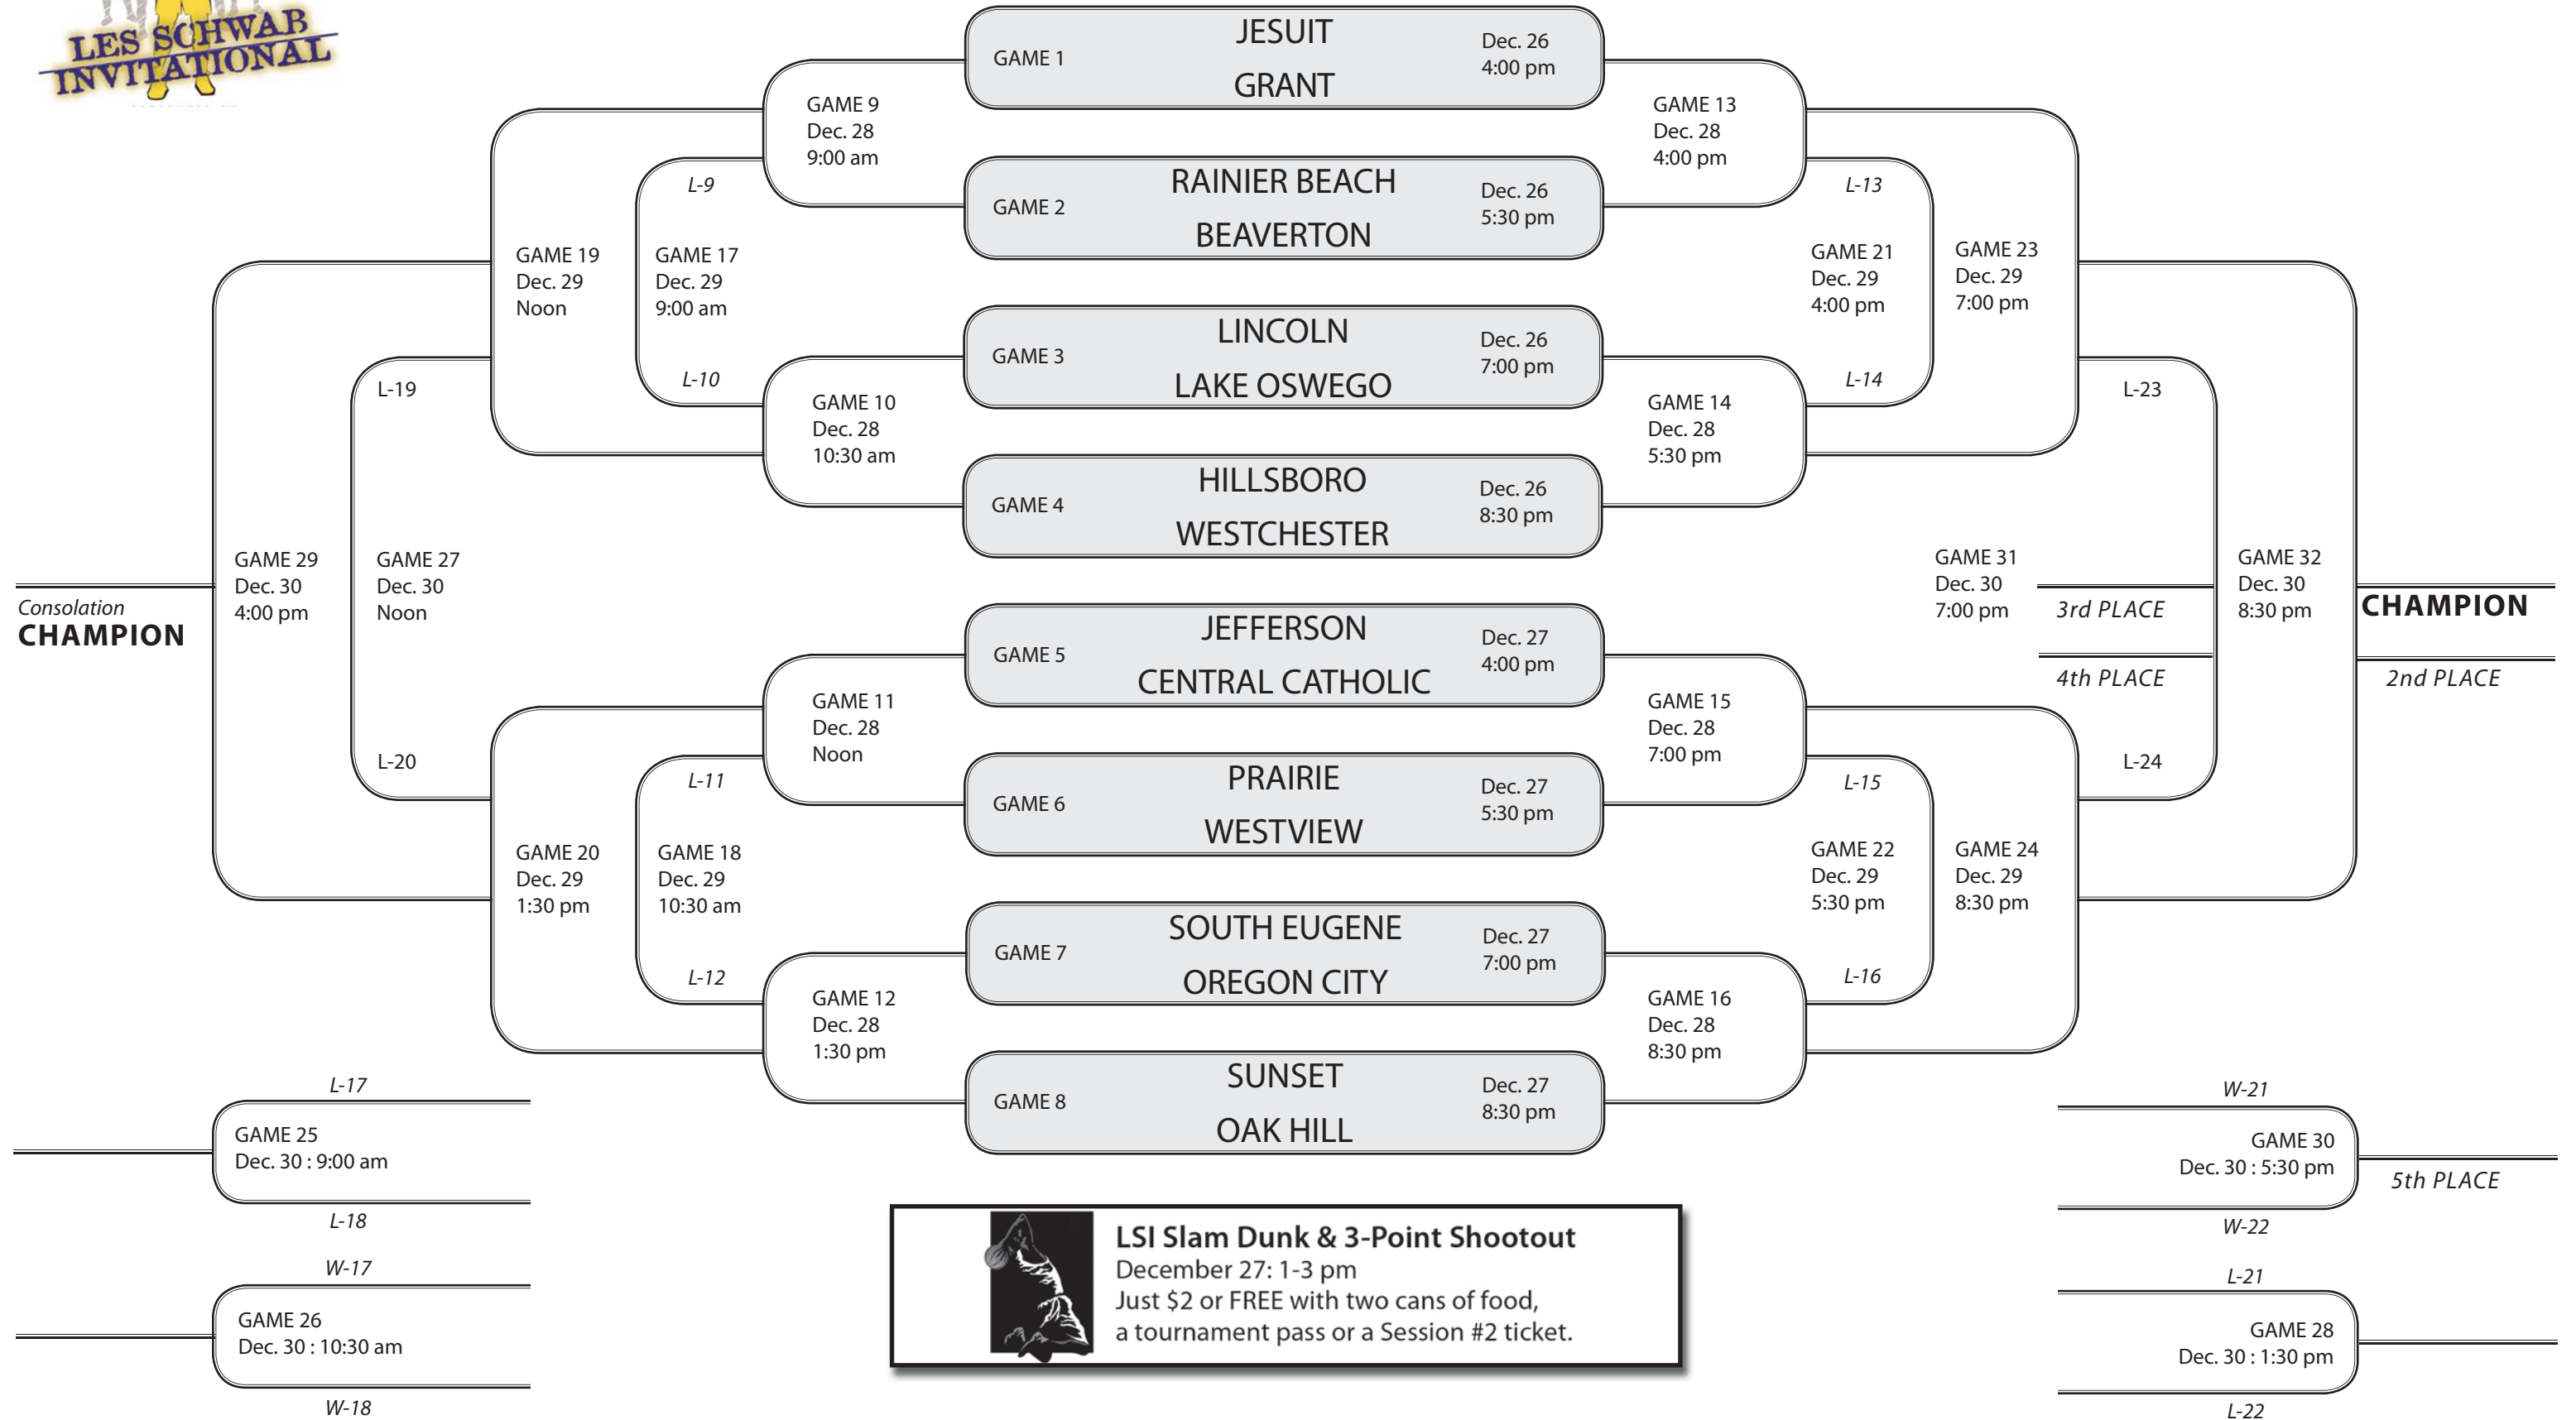 LES SCHWAB
INVITATIONAL
GAME 1
JESUIT
GRANT
Dec. 26
4:00 pm
GAME 2
RAINIER BEACH
BEAVERTON
Dec. 26
5:30 pm
GAME 3
LINCOLN
LAKE OSWEGO
Dec. 26
7:00 pm
GAME 4
HILLSBORO
WESTCHESTER
Dec. 26
8:30 pm
GAME 5
JEFFERSON
CENTRAL CATHOLIC
Dec. 27
4:00 pm
GAME 6
PRAIRIE
WESTVIEW
Dec. 27
5:30 pm
GAME 7
SOUTH EUGENE
OREGON CITY
Dec. 27
7:00 pm
GAME 8
SUNSET
OAK HILL
Dec. 27
8:30 pm
GAME 9
Dec. 28
9:00 am
GAME 10
Dec. 28
10:30 am
GAME 11
Dec. 28
Noon
GAME 12
Dec. 28
1:30 pm
L-9
GAME 17
Dec. 29
9:00 am
L-10
L-11
GAME 18
Dec. 29
10:30 am
L-12
GAME 19
Dec. 29
Noon
GAME 20
Dec. 29
1:30 pm
L-19
GAME 27
Dec. 30
Noon
L-20
GAME 29
Dec. 30
4:00 pm
Consolation
CHAMPION
L-17
GAME 25
Dec. 30 : 9:00 am
L-18
W-17
GAME 26
Dec. 30 : 10:30 am
W-18
GAME 13
Dec. 28
4:00 pm
GAME 14
Dec. 28
5:30 pm
GAME 15
Dec. 28
7:00 pm
GAME 16
Dec. 28
8:30 pm
L-13
GAME 21
Dec. 29
4:00 pm
L-14
L-15
GAME 22
Dec. 29
5:30 pm
L-16
GAME 23
Dec. 29
7:00 pm
GAME 24
Dec. 29
8:30 pm
L-23
GAME 31
Dec. 30
7:00 pm
3rd PLACE
4th PLACE
L-24
GAME 32
Dec. 30
8:30 pm
CHAMPION
2nd PLACE
W-21
GAME 30
Dec. 30 : 5:30 pm
5th PLACE
W-22
L-21
GAME 28
Dec. 30 : 1:30 pm
L-22
LSI Slam Dunk & 3-Point Shootout
December 27: 1-3 pm
Just $2 or FREE with two cans of food,
a tournament pass or a Session #2 ticket.